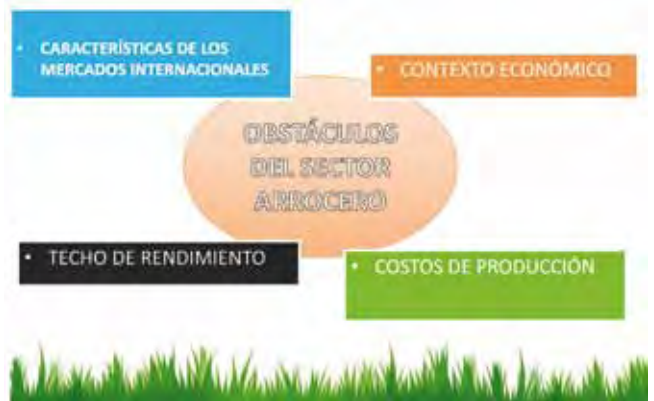 • CARACTERÍSTICAS DE LOS
MERCADOS INTERNACIONALES
• CONTEXTO ECONÓMICO
OBSTÁCULOS
DEL SECTOR
ARROCERO
• TECHO DE RENDIMIENTO
• COSTOS DE PRODUCCIÓN